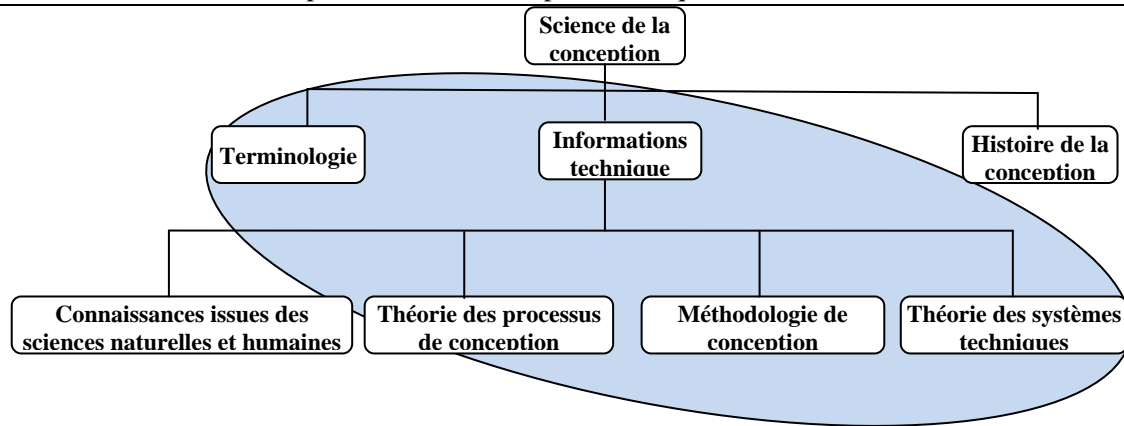 Science de la
conception
Terminologie
Informations
technique
Histoire de la
conception
Connaissances issues des
sciences naturelles et humaines
Théorie des processus
de conception
Méthodologie de
conception
Théorie des systèmes
techniques